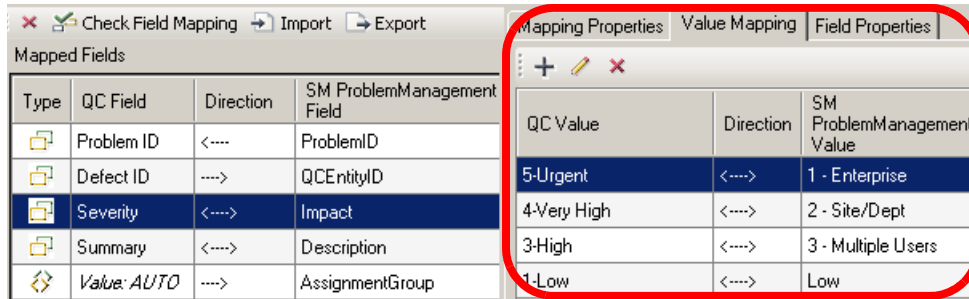 Check Field Mapping Import Export
Mapped Fields
Type QC Field Direction SM ProblemManagement Field
Problem ID <---- ProblemID
Defect ID ----> QCEntityID
Severity <----> Impact
Summary <----> Description
Value: AUTO ----> AssignmentGroup
Mapping Properties Value Mapping Field Properties
QC Value Direction SM ProblemManagement Value
5-Urgent <----> 1 - Enterprise
4-Very High <----> 2 - Site/Dept
3-High <----> 3 - Multiple Users
1-Low <----> Low